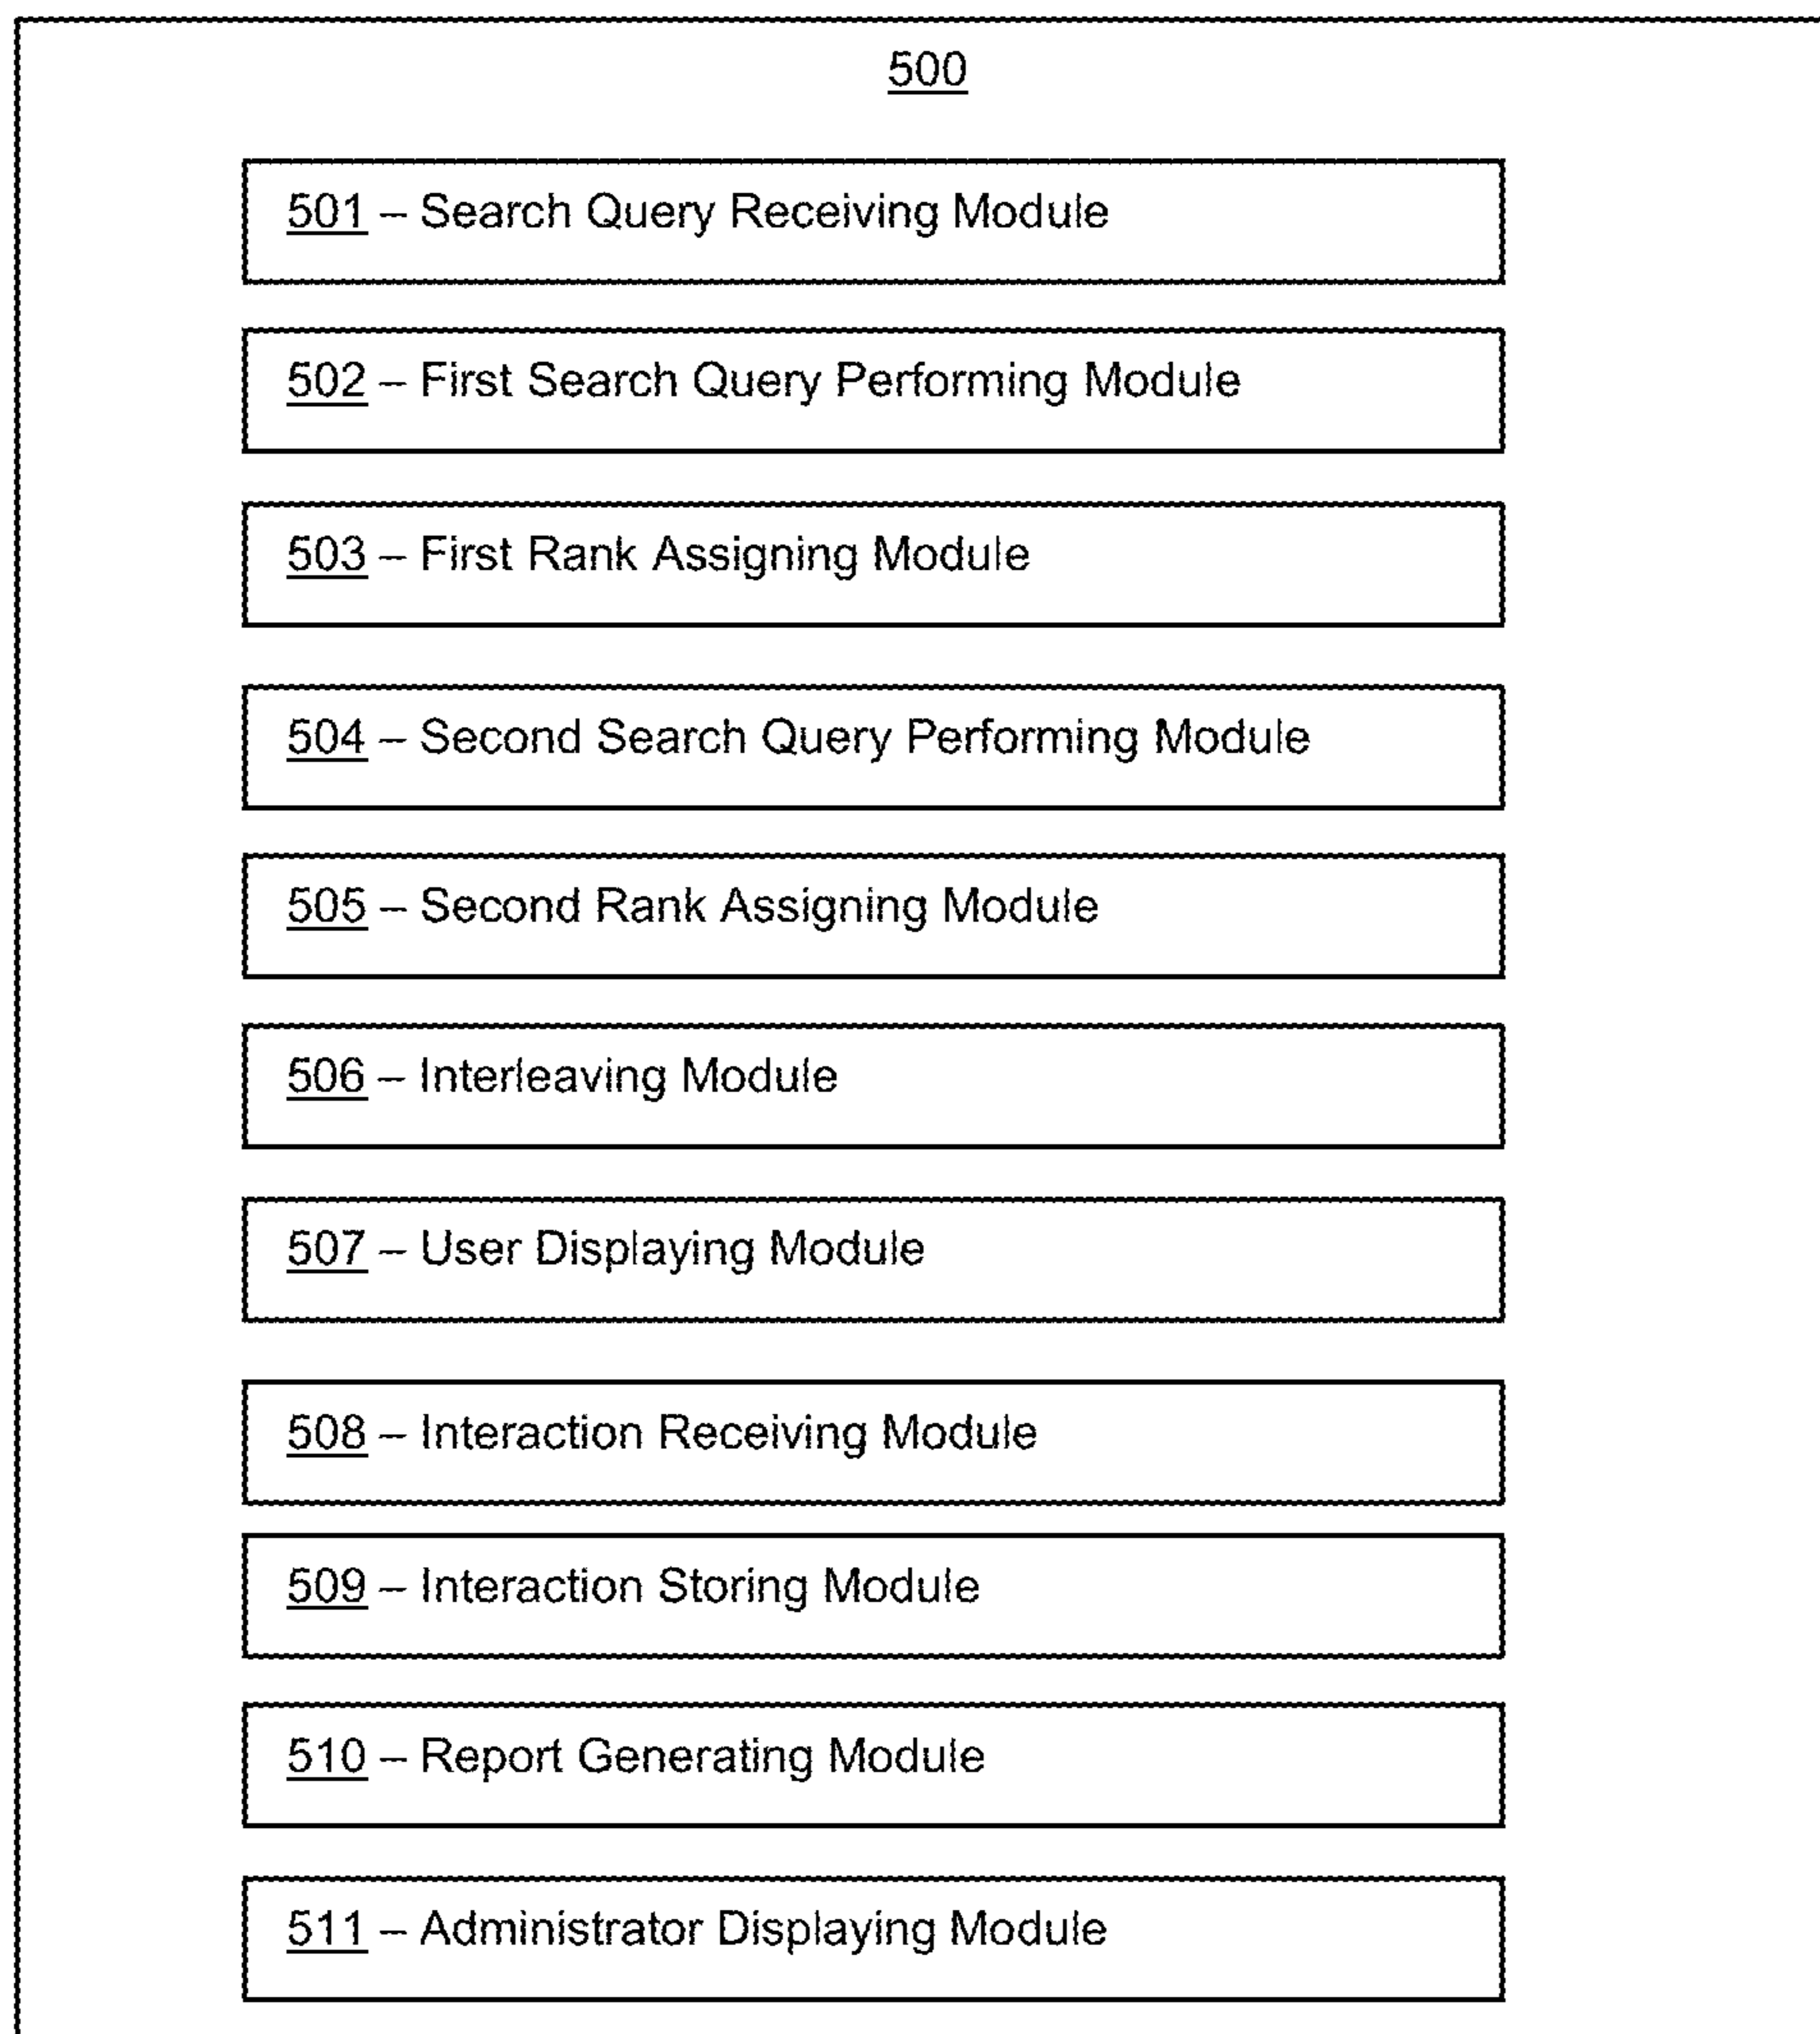 500
501 – Search Query Receiving Module
502 – First Search Query Performing Module
503 – First Rank Assigning Module
504 – Second Search Query Performing Module
505 – Second Rank Assigning Module
506 – Interleaving Module
507 – User Displaying Module
508 – Interaction Receiving Module
509 – Interaction Storing Module
510 – Report Generating Module
511 – Administrator Displaying Module